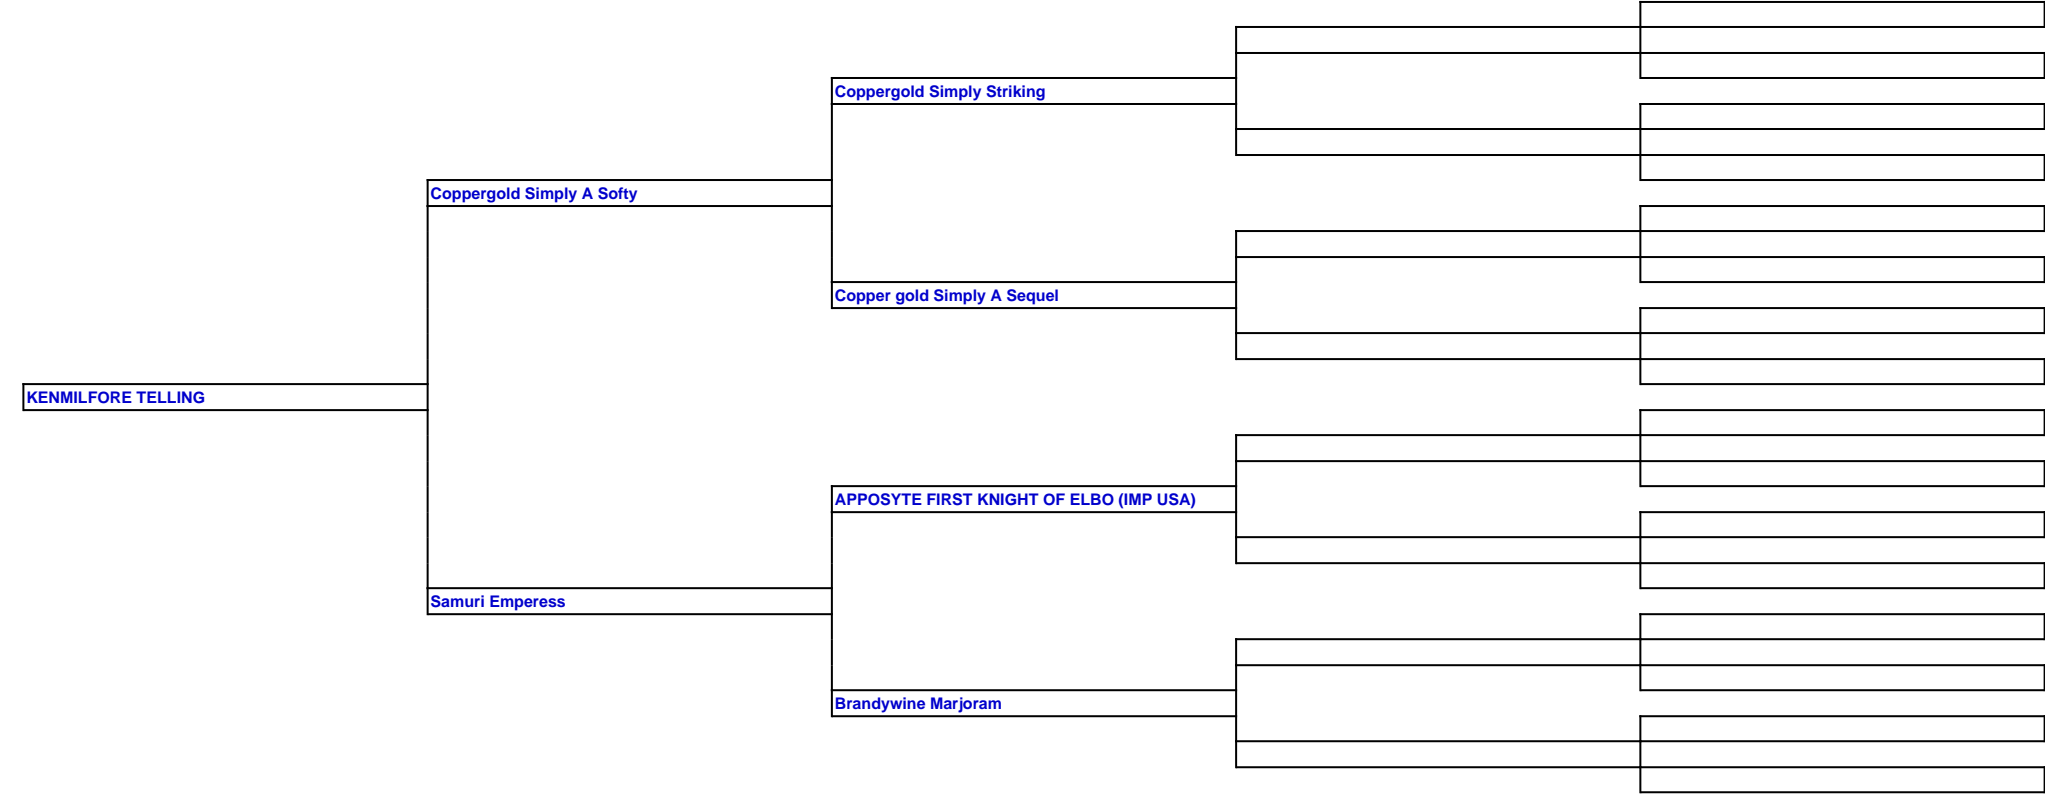 Coppergold Simply Striking
Coppergold Simply A Softy
Copper gold Simply A Sequel
KENMILFORE TELLING
APPOSYTE FIRST KNIGHT OF ELBO (IMP USA)
Samuri Emperess
Brandywine Marjoram